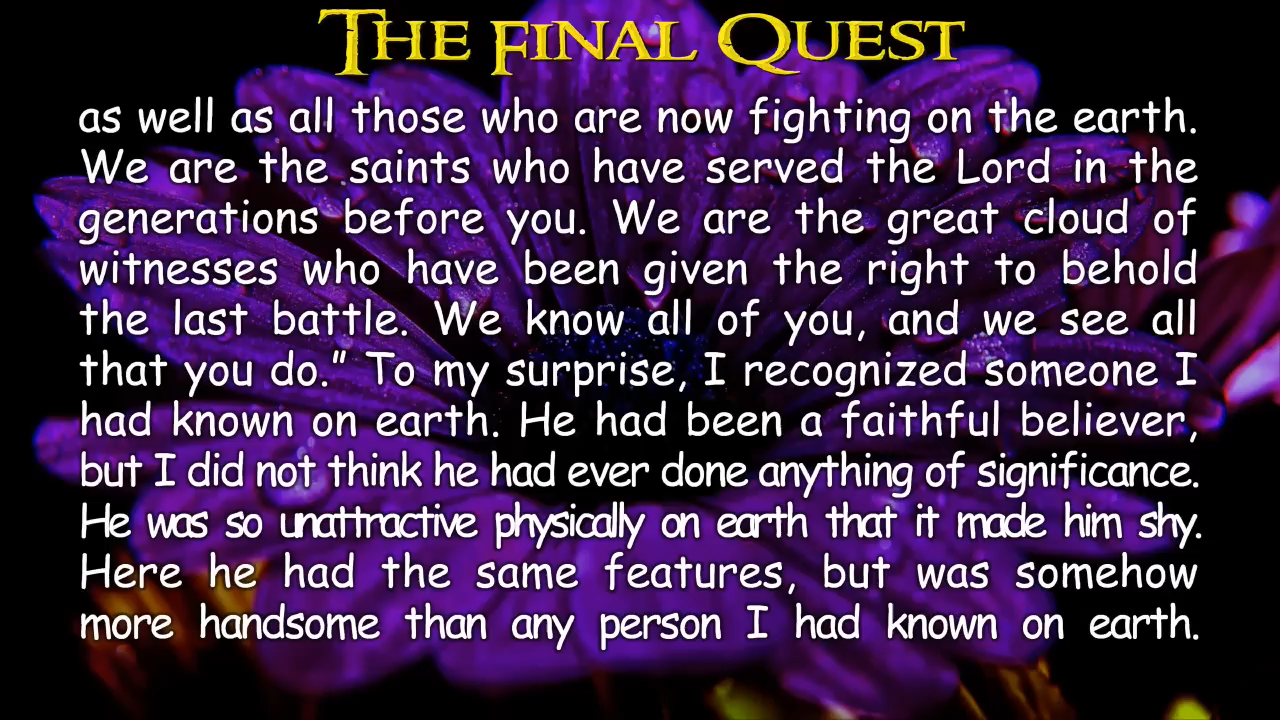 THE FINAL QUEST
as well as all those who are now fighting on the earth.
We are the saints who have served the Lord in the
generations before you. We are the great cloud of
witnesses who have been given the right to behold
the last battle. We know all of you, and we see all
that you do.” To my surprise, I recognized someone I
had known on earth. He had been a faithful believer,
but I did not think he had ever done anything of significance.
He was so unattractive physically on earth that it made him shy.
Here he had the same features, but was somehow
more handsome than any person I had known on earth.